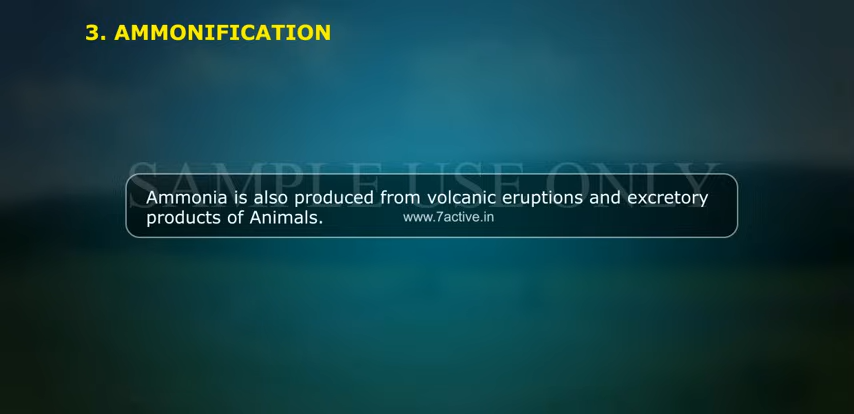 3. AMMONIFICATION
SAMPLE USE ONLY
Ammonia is also produced from volcanic eruptions and excretory
products of Animals.
www.7active.in